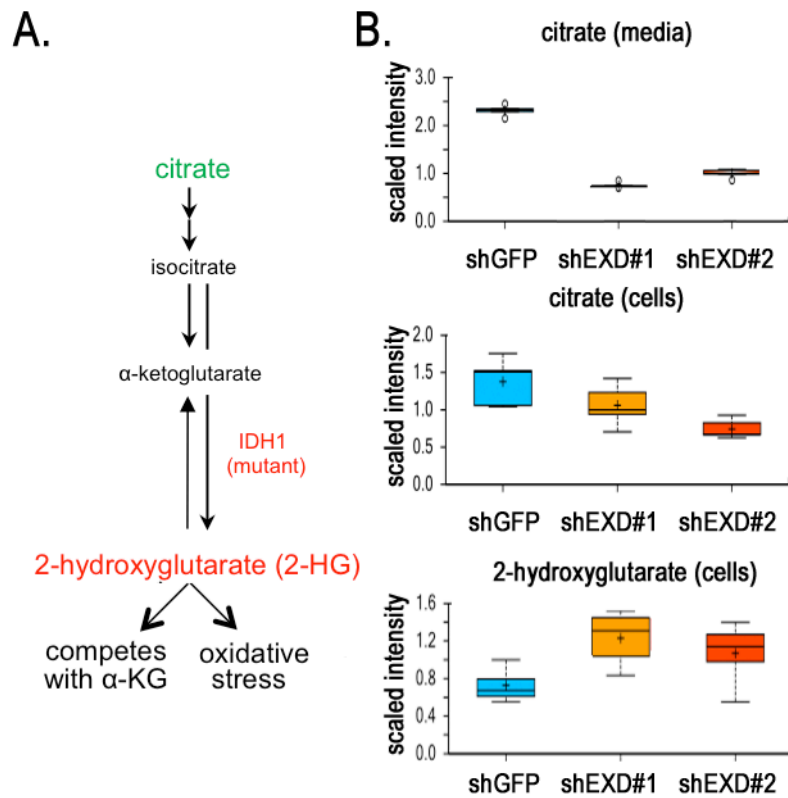 A.
citrate
isocitrate
α-ketoglutarate
IDH1
(mutant)
2-hydroxyglutarate (2-HG)
competes
with α-KG
oxidative
stress
B.
citrate (media)
scaled intensity
3.0
2.0
1.0
0.0
shGFP
shEXD#1
shEXD#2
citrate (cells)
scaled intensity
2.0
1.5
1.0
0.5
0.0
shGFP
shEXD#1
shEXD#2
2-hydroxyglutarate (cells)
scaled intensity
1.6
1.2
0.8
0.4
0.0
shGFP
shEXD#1
shEXD#2